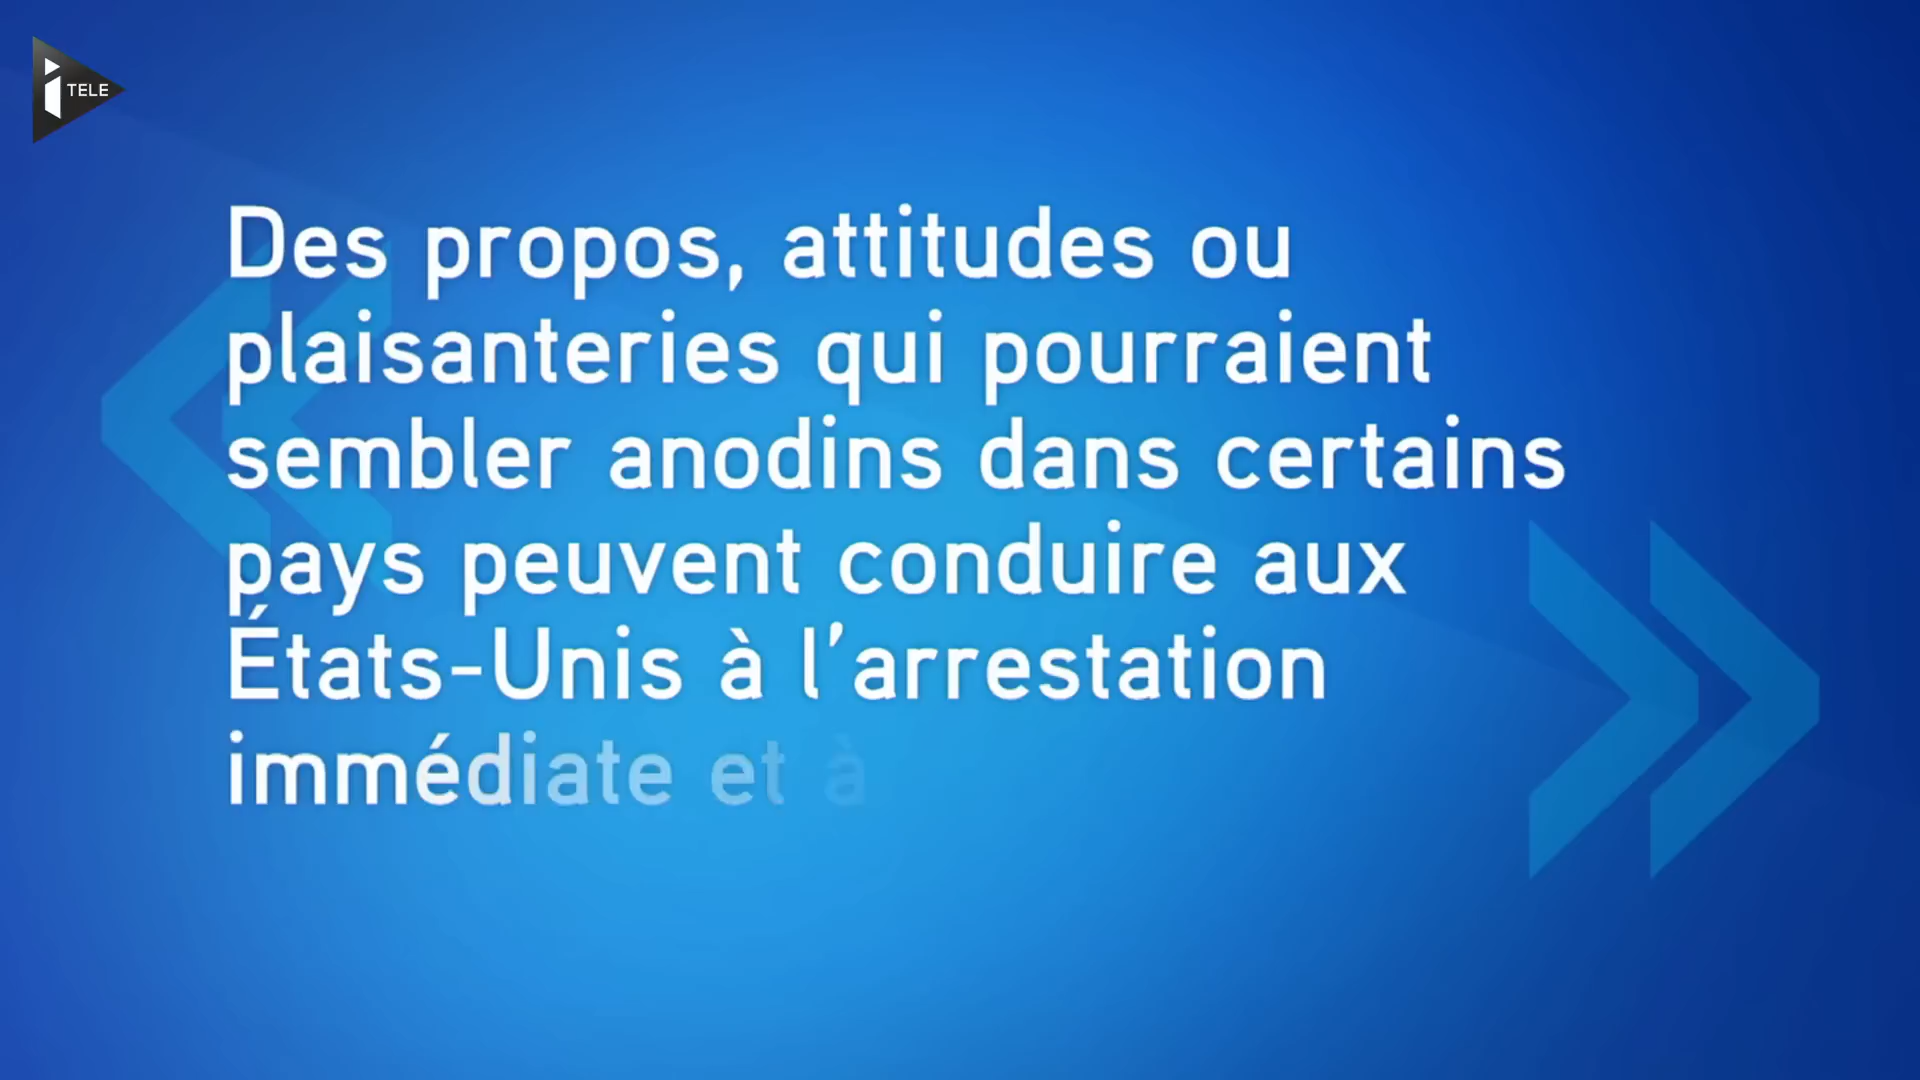 i TELE
Des propos, attitudes ou
plaisanteries qui pourraient
sembler anodins dans certains
pays peuvent conduire aux
États-Unis à l’arrestation
immédiate et à